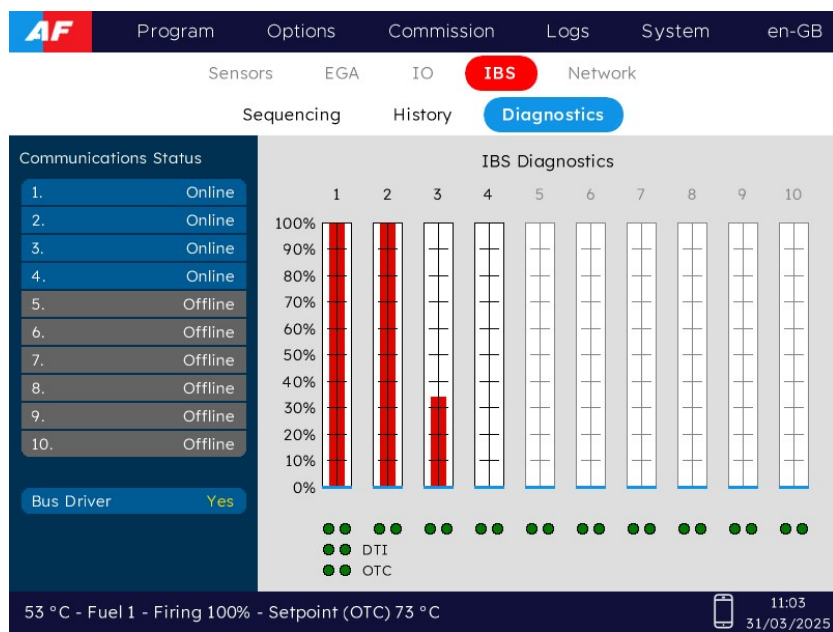 AF Program Options Commission Logs System en-GB
Sensors EGA IO IBS Network
Sequencing History Diagnostics
Communications Status
1. Online
2. Online
3. Online
4. Online
5. Offline
6. Offline
7. Offline
8. Offline
9. Offline
10. Offline
Bus Driver Yes
IBS Diagnostics
1 2 3 4 5 6 7 8 9 10
100%
90%
80%
70%
60%
50%
40%
30%
20%
10%
0%
DTI
OTC
53 °C - Fuel 1 - Firing 100% - Setpoint (OTC) 73 °C
11:03
31/03/2025